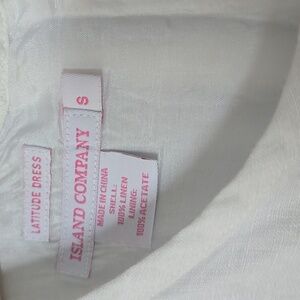 S
ISLAND COMPANY
LATITUDE DRESS
MADE IN CHINA
SHELL:
100% LINEN
LINING:
100% ACETATE